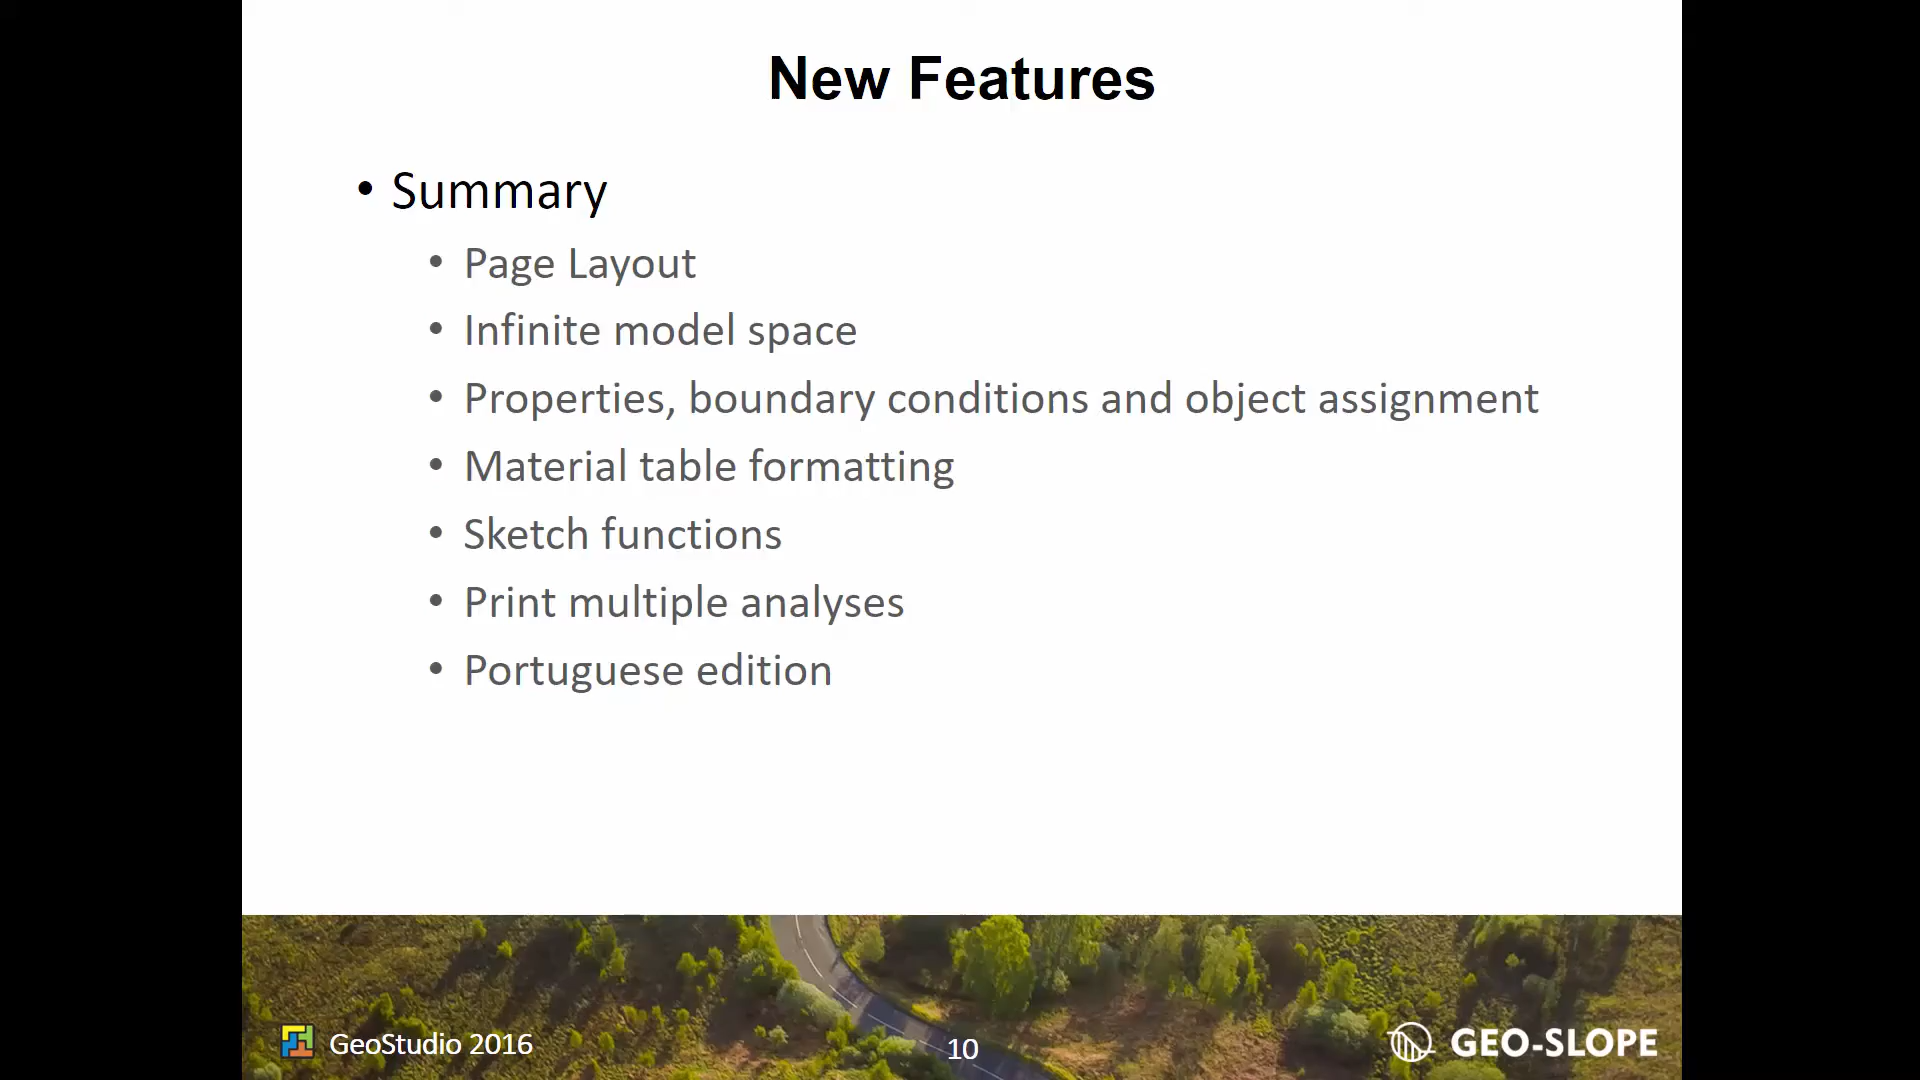 New Features
• Summary
• Page Layout
• Infinite model space
• Properties, boundary conditions and object assignment
• Material table formatting
• Sketch functions
• Print multiple analyses
• Portuguese edition
GeoStudio 2016
10
GEO-SLOPE